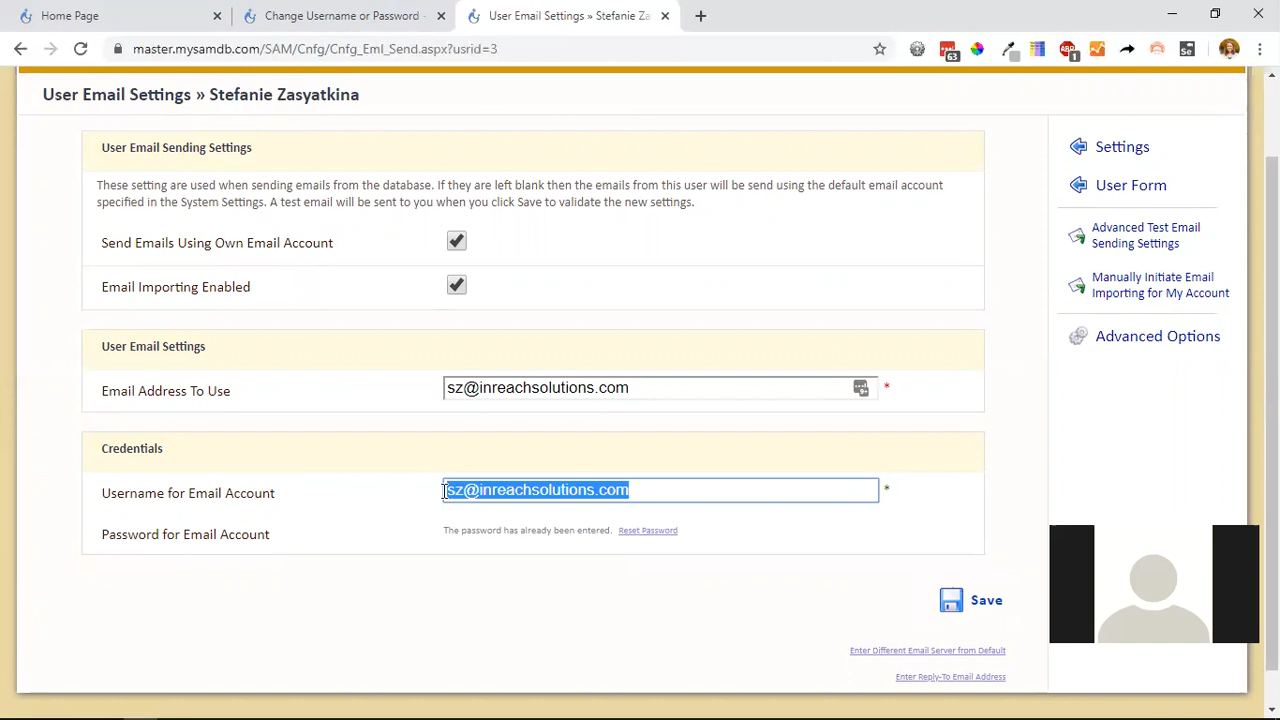 Home Page
Change Username or Password -
User Email Settings » Stefanie Za
master.mysamdb.com/SAM/Cnfg/Cnfg_Eml_Send.aspx?usrid=3
63
1
Se
User Email Settings » Stefanie Zasyatkina
User Email Sending Settings
These setting are used when sending emails from the database. If they are left blank then the emails from this user will be send using the default email account
specified in the System Settings. A test email will be sent to you when you click Save to validate the new settings.
Send Emails Using Own Email Account
Email Importing Enabled
User Email Settings
Email Address To Use
sz@inreachsolutions.com
*
Credentials
Username for Email Account
sz@inreachsolutions.com
*
Password for Email Account
The password has already been entered. Reset Password
Save
Enter Different Email Server from Default
Enter Reply-To Email Address
Settings
User Form
Advanced Test Email
Sending Settings
Manually Initiate Email
Importing for My Account
Advanced Options